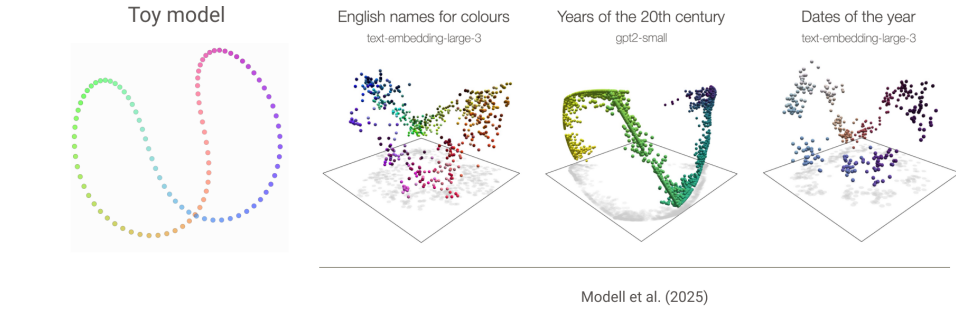 Toy model
English names for colours
text-embedding-large-3
Years of the 20th century
gpt2-small
Dates of the year
text-embedding-large-3
Modell et al. (2025)